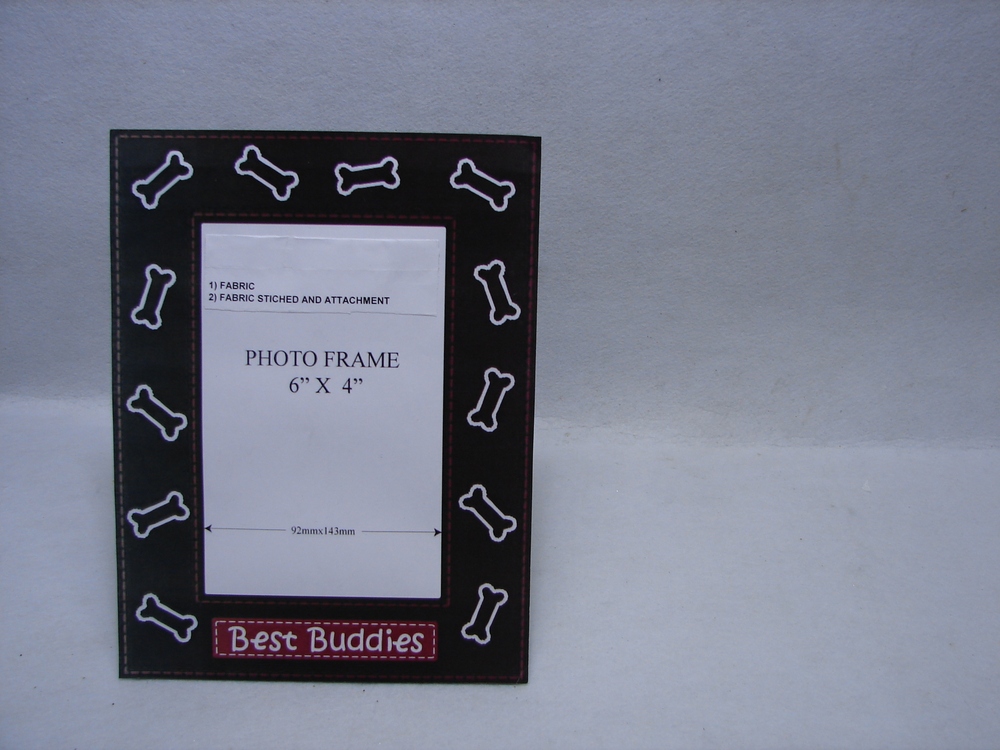 1) FABRIC
2) FABRIC STICHED AND ATTACHMENT
PHOTO FRAME
6” X 4”
92mmx143mm
Best Buddies